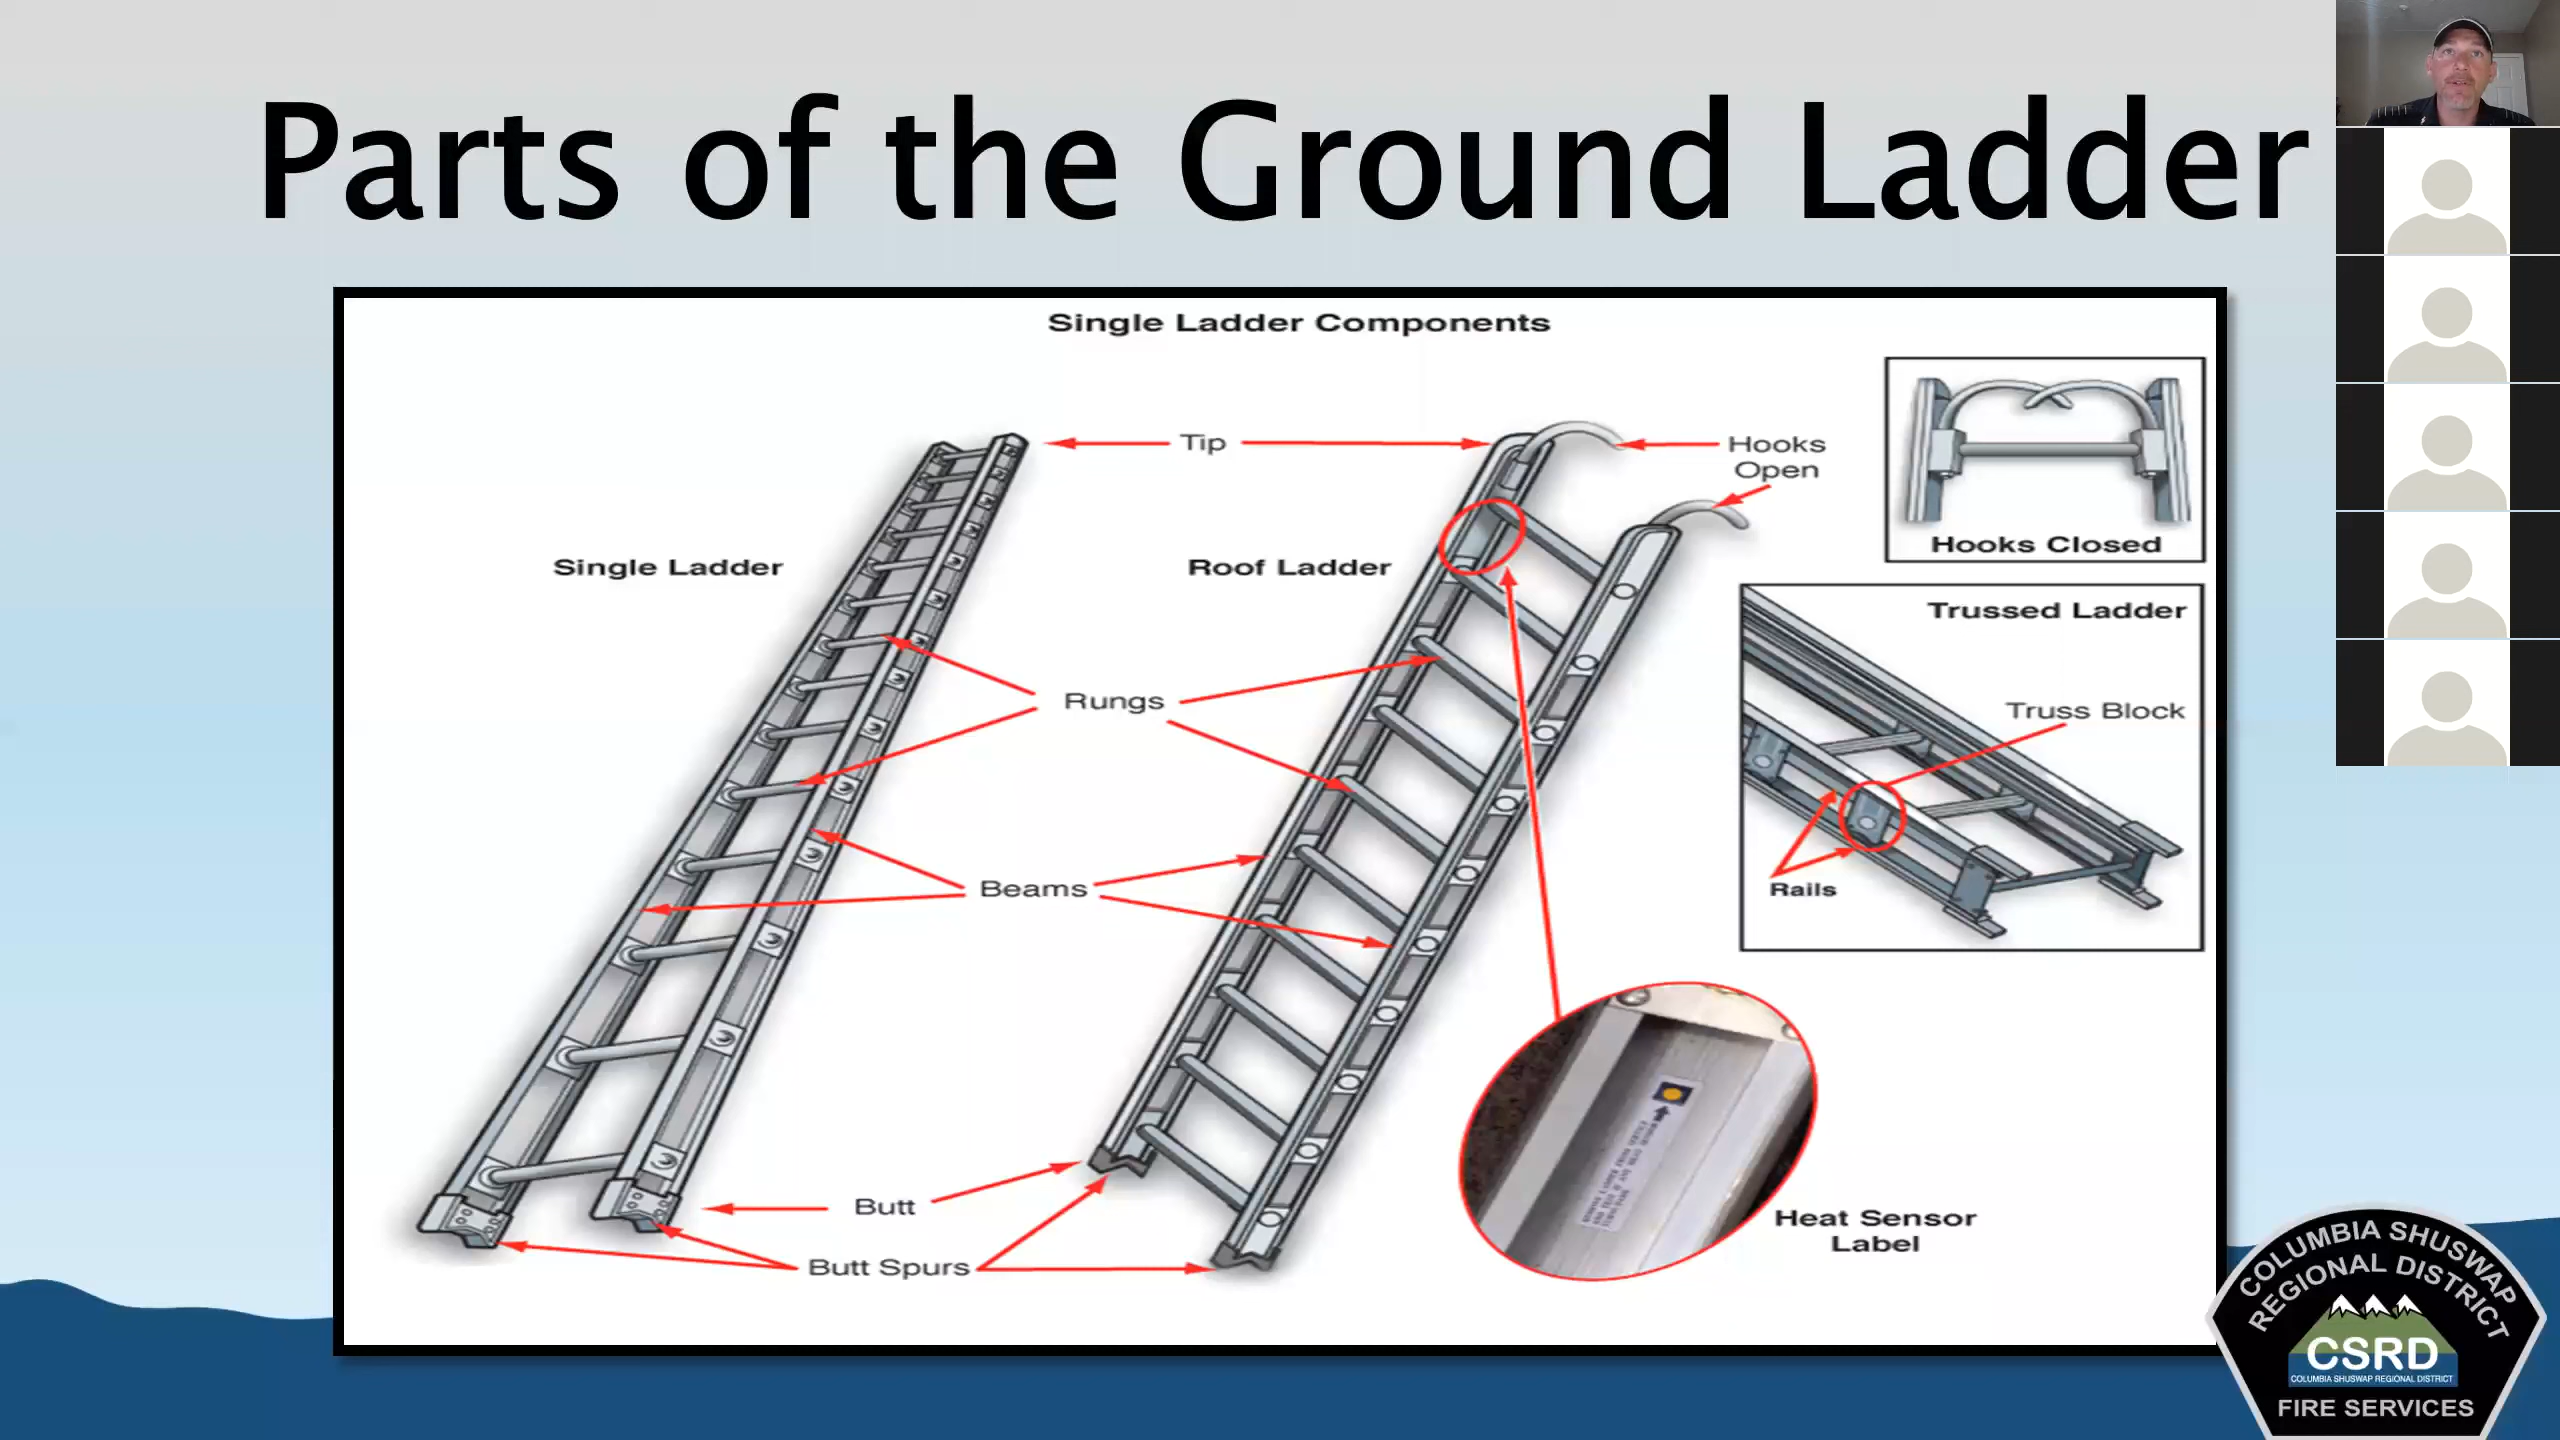 Parts of the Ground Ladder
Single Ladder Components
Tip
Hooks
Open
Hooks Closed
Single Ladder
Roof Ladder
Trussed Ladder
Rungs
Truss Block
Beams
Rails
Butt
Butt Spurs
Heat Sensor
Label
COLUMBIA SHUSWAP
REGIONAL DISTRICT
CSRD
COLUMBIA SHUSWAP REGIONAL DISTRICT
FIRE SERVICES